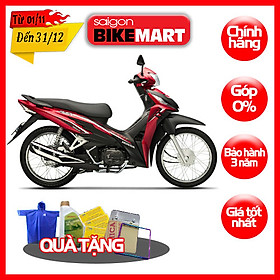 Từ 01/11
Đến 31/12
saigon
BIKEMART
Chính
hãng
Góp
0%
Bảo hành
3 năm
Giá tốt
nhất
QUÀ TẶNG